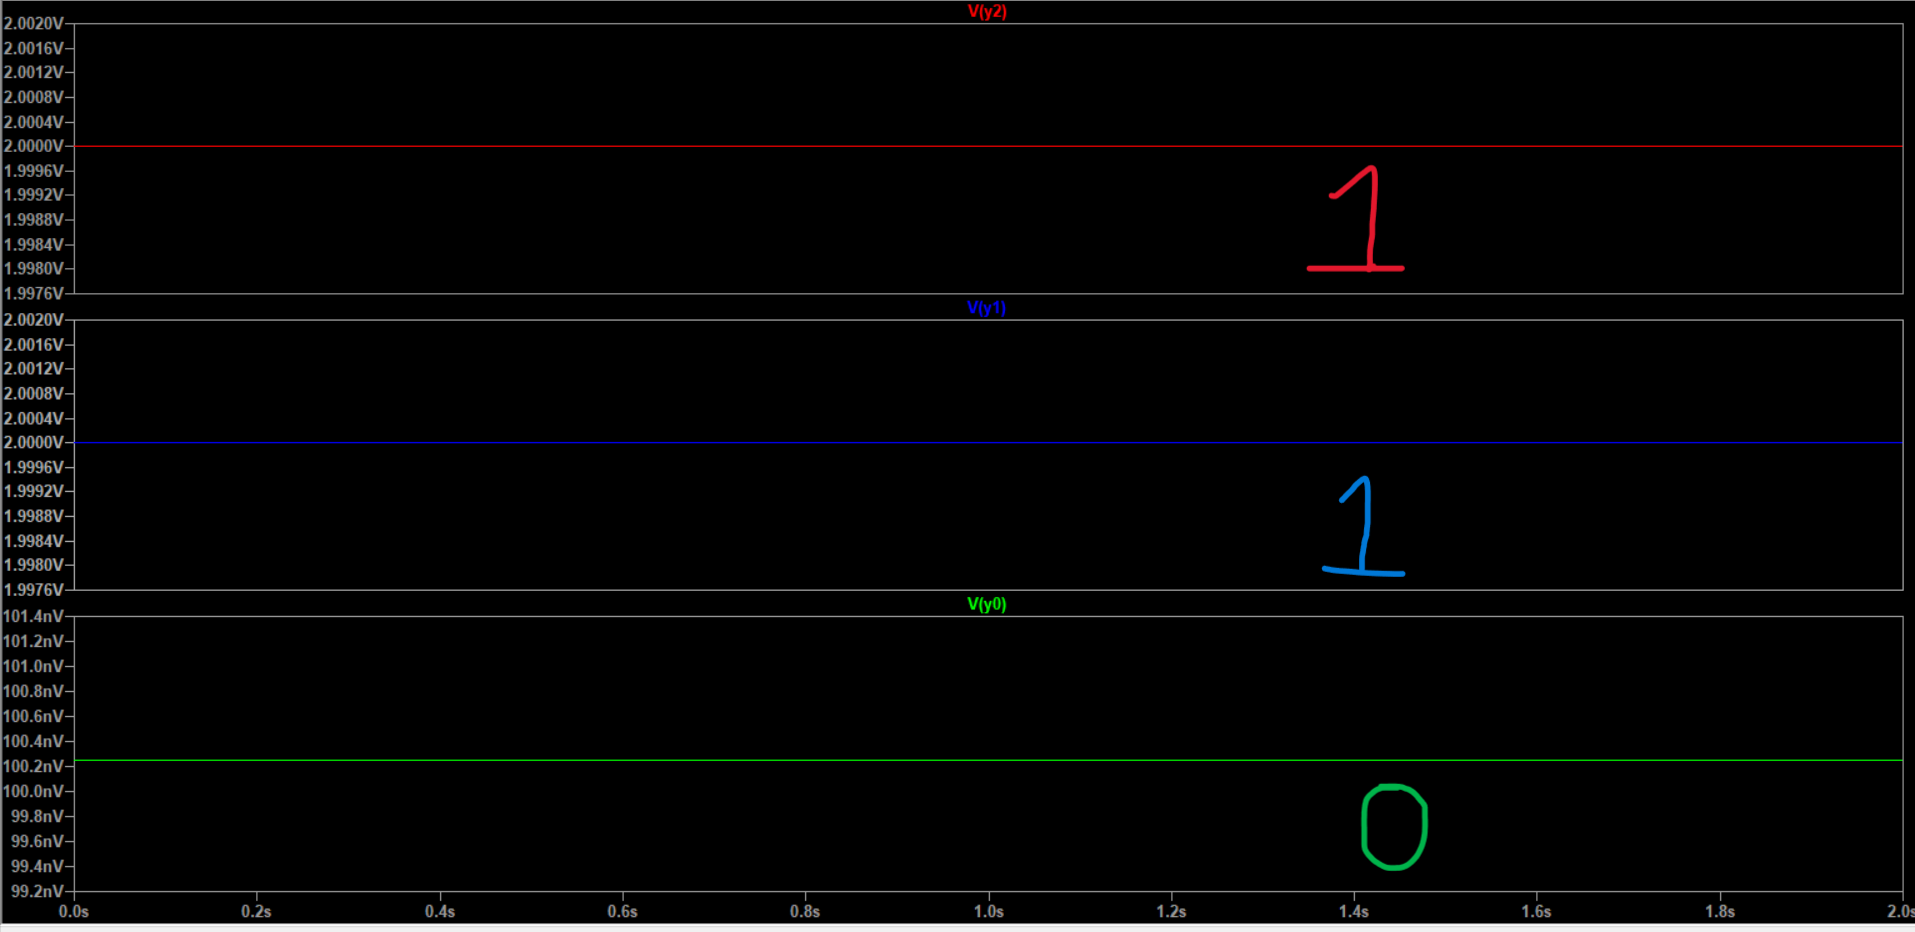 V(y2)
2.0020V
2.0016V
2.0012V
2.0008V
2.0004V
2.0000V
1.9996V
1.9992V
1.9988V
1.9984V
1.9980V
1.9976V
1
V(y1)
2.0020V
2.0016V
2.0012V
2.0008V
2.0004V
2.0000V
1.9996V
1.9992V
1.9988V
1.9984V
1.9980V
1.9976V
1
V(y0)
101.4nV
101.2nV
101.0nV
100.8nV
100.6nV
100.4nV
100.2nV
100.0nV
99.8nV
99.6nV
99.4nV
99.2nV
0
0.0s 0.2s 0.4s 0.6s 0.8s 1.0s 1.2s 1.4s 1.6s 1.8s 2.0s